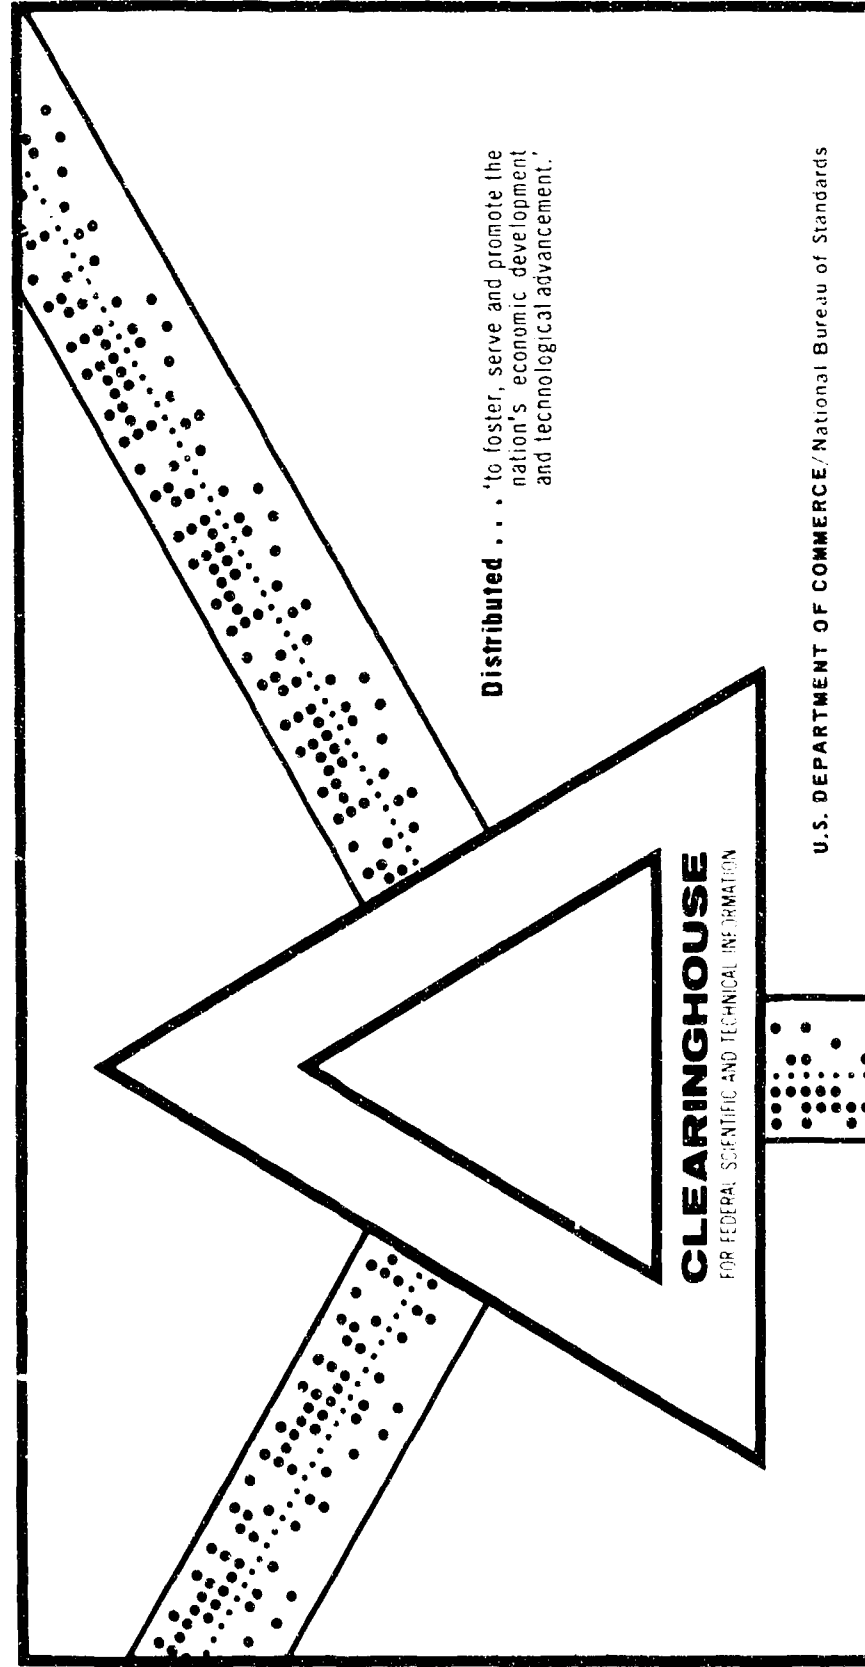 Distributed . . . 'to foster, serve and promote the
nation's economic development
and technological advancement.'
CLEARINGHOUSE
FOR FEDERAL SCIENTIFIC AND TECHNICAL INFORMATION
U.S. DEPARTMENT OF COMMERCE/National Bureau of Standards